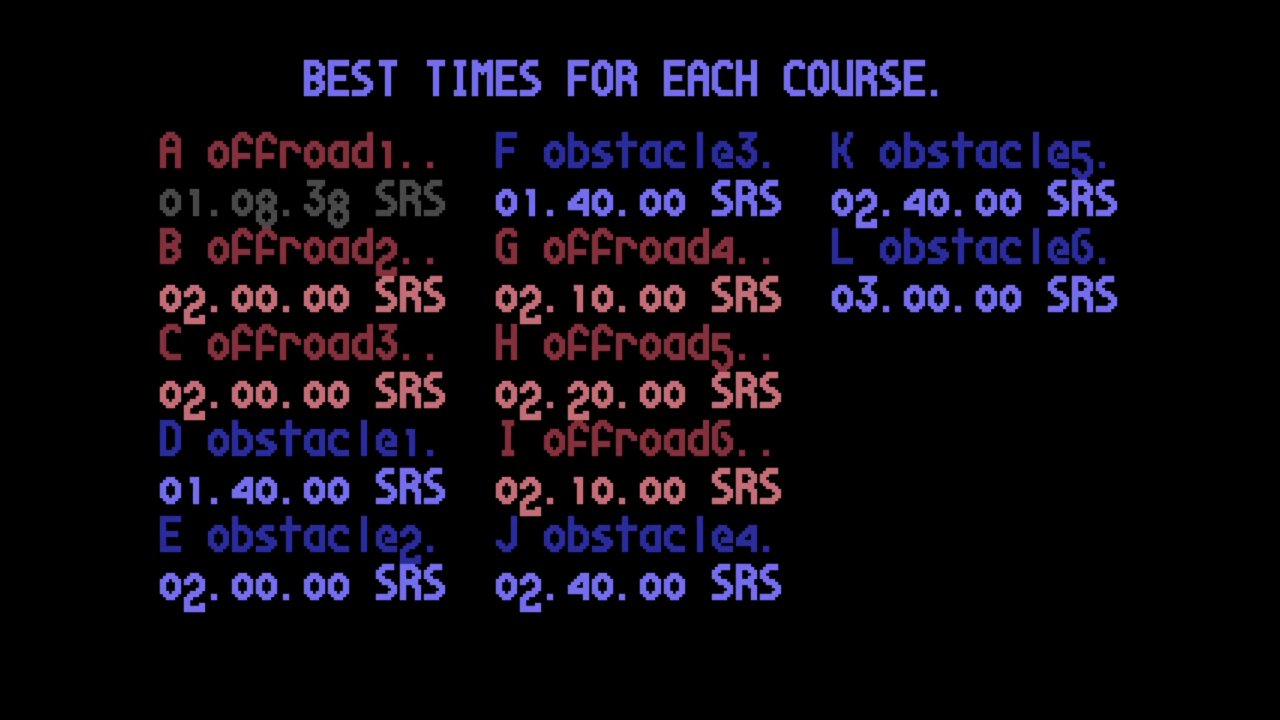 BEST TIMES FOR EACH COURSE.
A offroad1..
01.08.38 SRS
B offroad2..
02.00.00 SRS
C offroad3..
02.00.00 SRS
D obstacle1.
01.40.00 SRS
E obstacle2.
02.00.00 SRS
F obstacle3.
01.40.00 SRS
G offroad4..
02.10.00 SRS
H offroad5..
02.20.00 SRS
I offroad6..
02.10.00 SRS
J obstacle4.
02.40.00 SRS
K obstacle5.
02.40.00 SRS
L obstacle6.
03.00.00 SRS